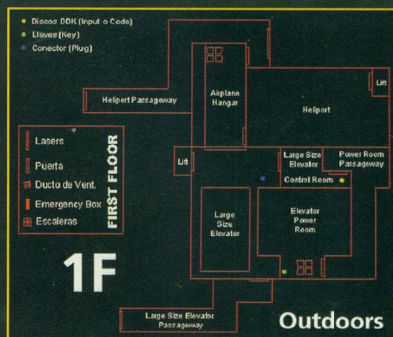 Discos DDK (Input o Code)
Llaves (Key)
Conector (Plug)
Heliport Passageway
Airplane
Hangar
Heliport
Lift
Lasers
Puerta
Ducto de Vent.
Emergency Box
Escaleras
FIRST FLOOR
Lift
Large Size
Elevator
Power Room
Passageway
Control Room
Large
Size
Elevator
Elevator
Power
Room
1F
Large Size Elevator
Passageway
Outdoors